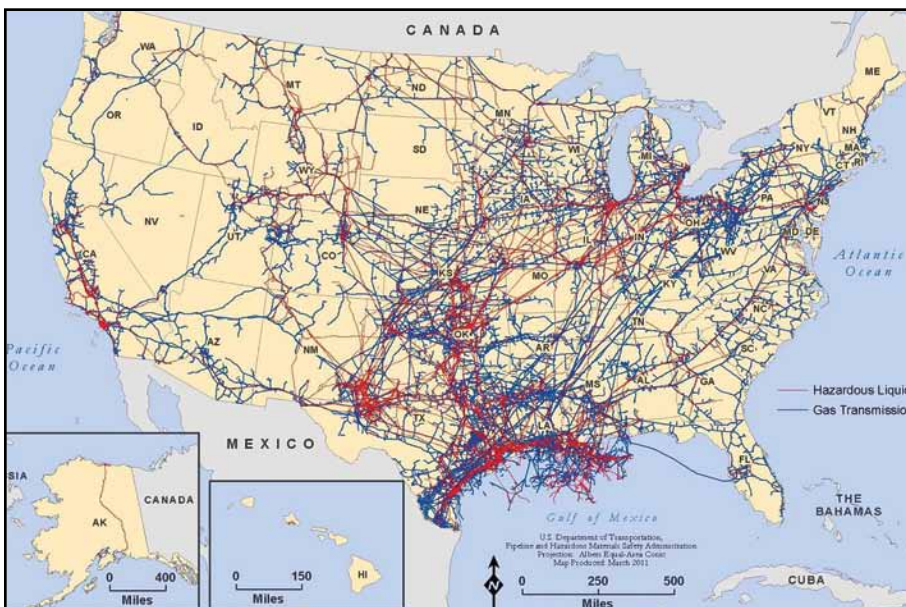 CANADA
WA
MT
ND
ME
OR
ID
MN
VT
NH
SD
WI
MI
NY
MA
WY
CT
RI
NE
IA
PA
NJ
NV
OH
UT
IL
IN
MD
DE
CA
CO
WV
Atlantic
Ocean
KS
MO
VA
KY
NC
Pacific
Ocean
AZ
NM
OK
TN
AR
SC
MS
AL
GA
Hazardous Liquid
TX
LA
Gas Transmission
MEXICO
FL
SIA
CANADA
THE
BAHAMAS
Gulf of Mexico
AK
U.S. Department of Transportation,
Pipeline and Hazardous Materials Safety Administration
Projection: Albers Equal-Area Conic
Map Produced: March 2011
0 400
Miles
0 150
Miles
HI
N
0 250 500
Miles
CUBA